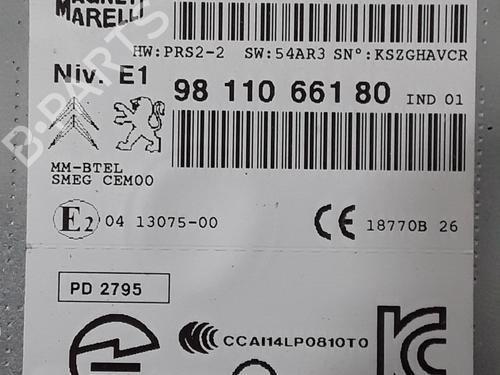 MAGNETI
MARELLI
HW:PRS2-2 SW:54AR3 SN°:KSZGHAVCR
Niv. E1
98 110 661 80 IND 01
MM-BTEL
SMEG CEM00
E2 04 13075-00
CE 18770B 26
PD 2795
CCAI14LP0810T0
B-PARTS